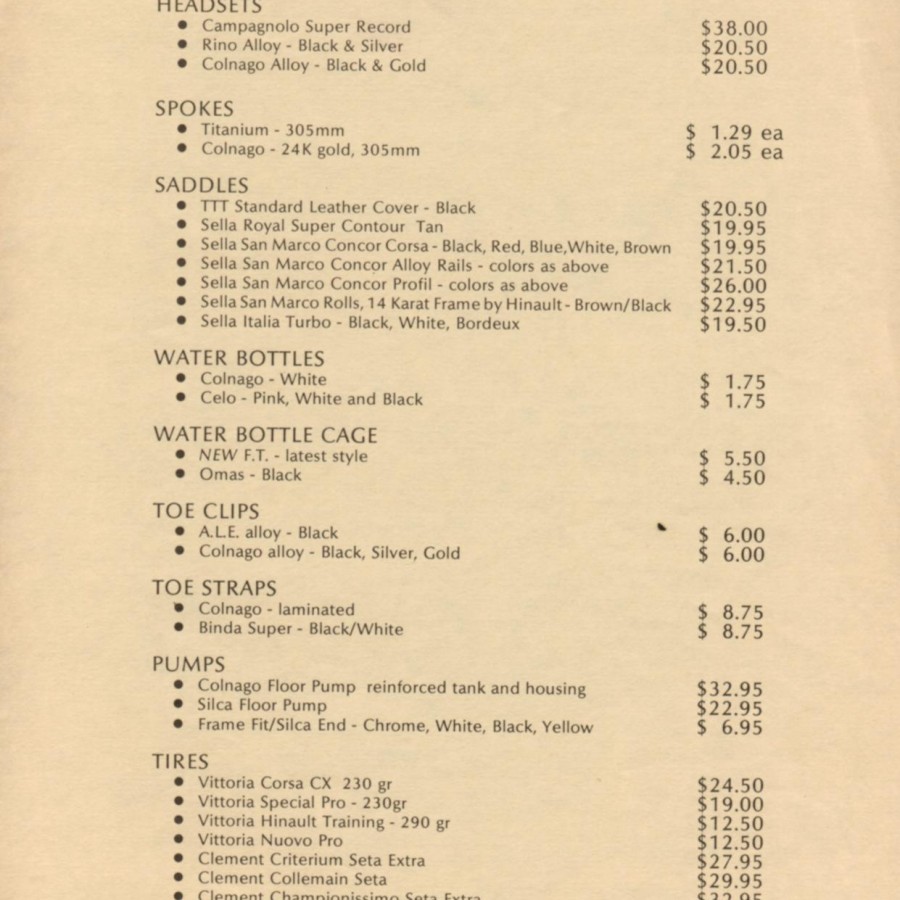 HEADSETS
● Campagnolo Super Record $38.00
● Rino Alloy - Black & Silver $20.50
● Colnago Alloy - Black & Gold $20.50
SPOKES
● Titanium - 305mm $ 1.29 ea
● Colnago - 24K gold, 305mm $ 2.05 ea
SADDLES
● TTT Standard Leather Cover - Black $20.50
● Sella Royal Super Contour Tan $19.95
● Sella San Marco Concor Corsa - Black, Red, Blue,White, Brown $19.95
● Sella San Marco Concor Alloy Rails - colors as above $21.50
● Sella San Marco Concor Profil - colors as above $26.00
● Sella San Marco Rolls, 14 Karat Frame by Hinault - Brown/Black $22.95
● Sella Italia Turbo - Black, White, Bordeux $19.50
WATER BOTTLES
● Colnago - White $ 1.75
● Celo - Pink, White and Black $ 1.75
WATER BOTTLE CAGE
● NEW F.T. - latest style $ 5.50
● Omas - Black $ 4.50
TOE CLIPS
● A.L.E. alloy - Black $ 6.00
● Colnago alloy - Black, Silver, Gold $ 6.00
TOE STRAPS
● Colnago - laminated $ 8.75
● Binda Super - Black/White $ 8.75
PUMPS
● Colnago Floor Pump reinforced tank and housing $32.95
● Silca Floor Pump $22.95
● Frame Fit/Silca End - Chrome, White, Black, Yellow $ 6.95
TIRES
● Vittoria Corsa CX 230 gr $24.50
● Vittoria Special Pro - 230gr $19.00
● Vittoria Hinault Training - 290 gr $12.50
● Vittoria Nuovo Pro $12.50
● Clement Criterium Seta Extra $27.95
● Clement Collemain Seta $29.95
● Clement Championissimo Seta Extra $32.95